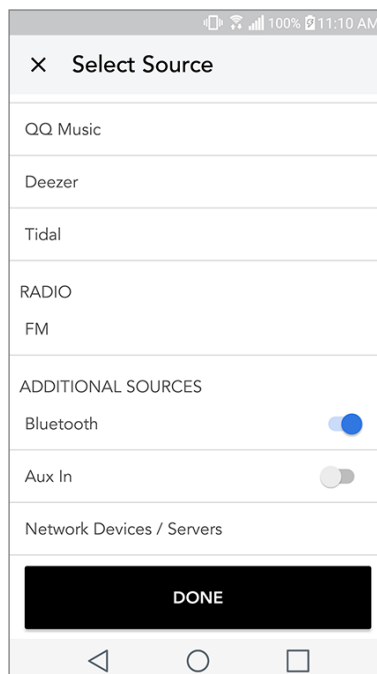 100% 11:10 AM
Select Source
QQ Music
Deezer
Tidal
RADIO
FM
ADDITIONAL SOURCES
Bluetooth
Aux In
Network Devices / Servers
DONE